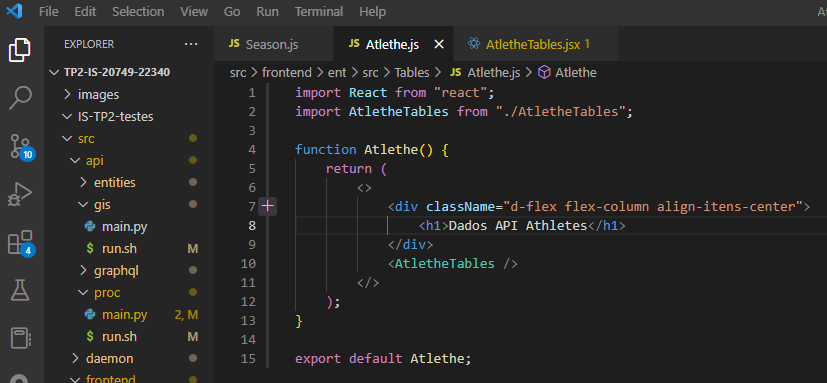 File Edit Selection View Go Run Terminal Help
EXPLORER ...
JS Season.js JS Atlethe.js × AtletheTables.jsx 1
TP2-IS-20749-22340
images
IS-TP2-testes
src
api
entities
gis
main.py
$ run.sh M
graphql
proc
main.py 2, M
$ run.sh M
daemon
frontend
10
4
src > frontend > ent > src > Tables > JS Atlethe.js > Atlethe
1 import React from "react";
2 import AtletheTables from "./AtletheTables";
3
4 function Atlethe() {
5 return (
6 <>
7 <div className="d-flex flex-column align-itens-center">
8 <h1>Dados API Athletes</h1>
9 </div>
10 <AtletheTables />
11 </>
12 );
13 }
14
15 export default Atlethe;